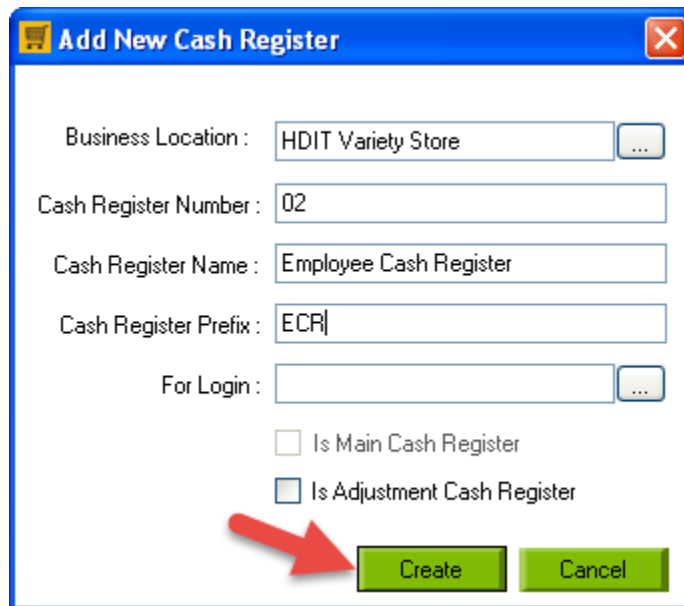 Add New Cash Register
Business Location : HDIT Variety Store ...
Cash Register Number : 02
Cash Register Name : Employee Cash Register
Cash Register Prefix : ECR
For Login : ...
Is Main Cash Register
Is Adjustment Cash Register
Create Cancel